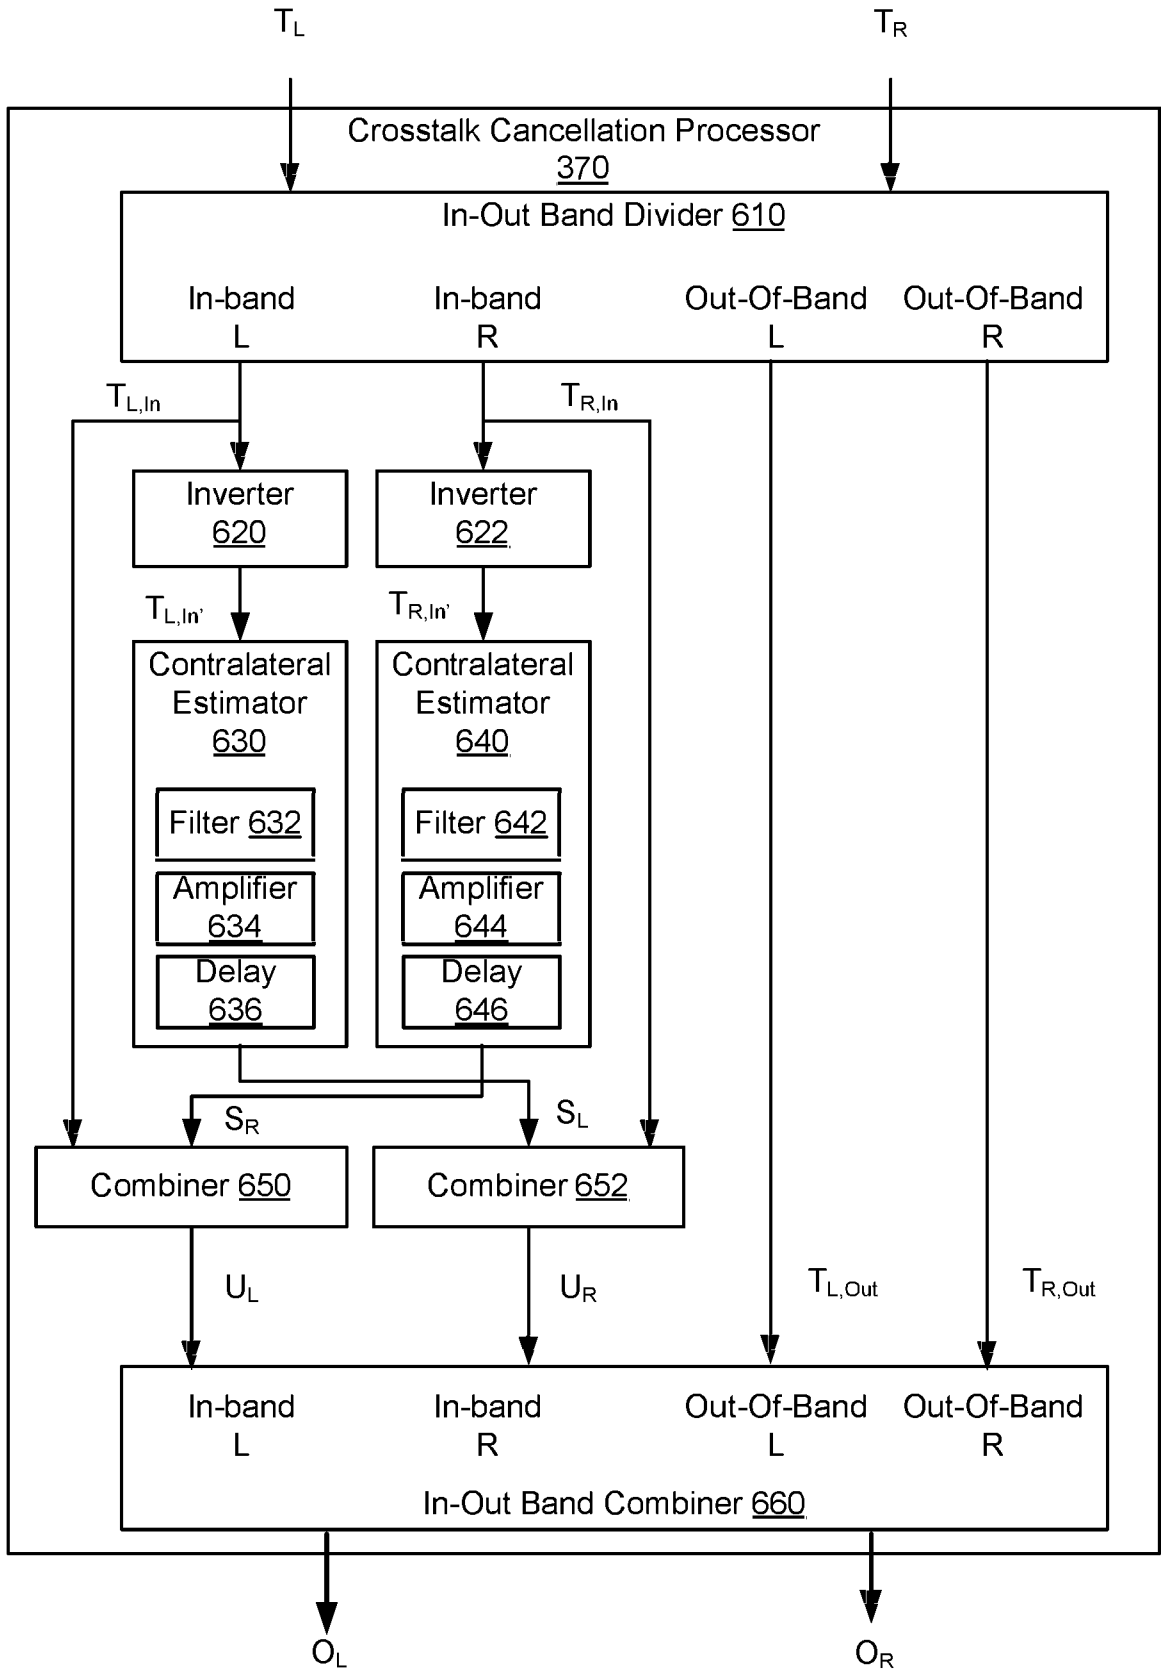 T_L T_R
Crosstalk Cancellation Processor
370
In-Out Band Divider 610
In-band In-band Out-Of-Band Out-Of-Band
L R L R
T_L,In T_R,In
Inverter Inverter
620 622
T_L,In' T_R,In'
Contralateral Contralateral
Estimator Estimator
630 640
Filter 632 Filter 642
Amplifier Amplifier
634 644
Delay Delay
636 646
S_R S_L
Combiner 650 Combiner 652
U_L U_R T_L,Out T_R,Out
In-band In-band Out-Of-Band Out-Of-Band
L R L R
In-Out Band Combiner 660
O_L O_R